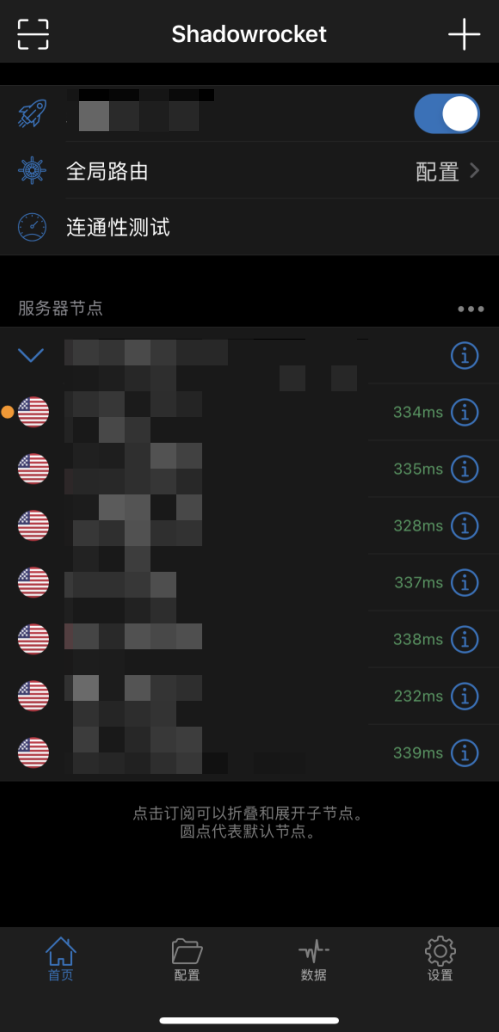 Shadowrocket
全局路由 配置
连通性测试
服务器节点
334ms
335ms
328ms
337ms
338ms
232ms
339ms
点击订阅可以折叠和展开子节点。
圆点代表默认节点。
首页 配置 数据 设置